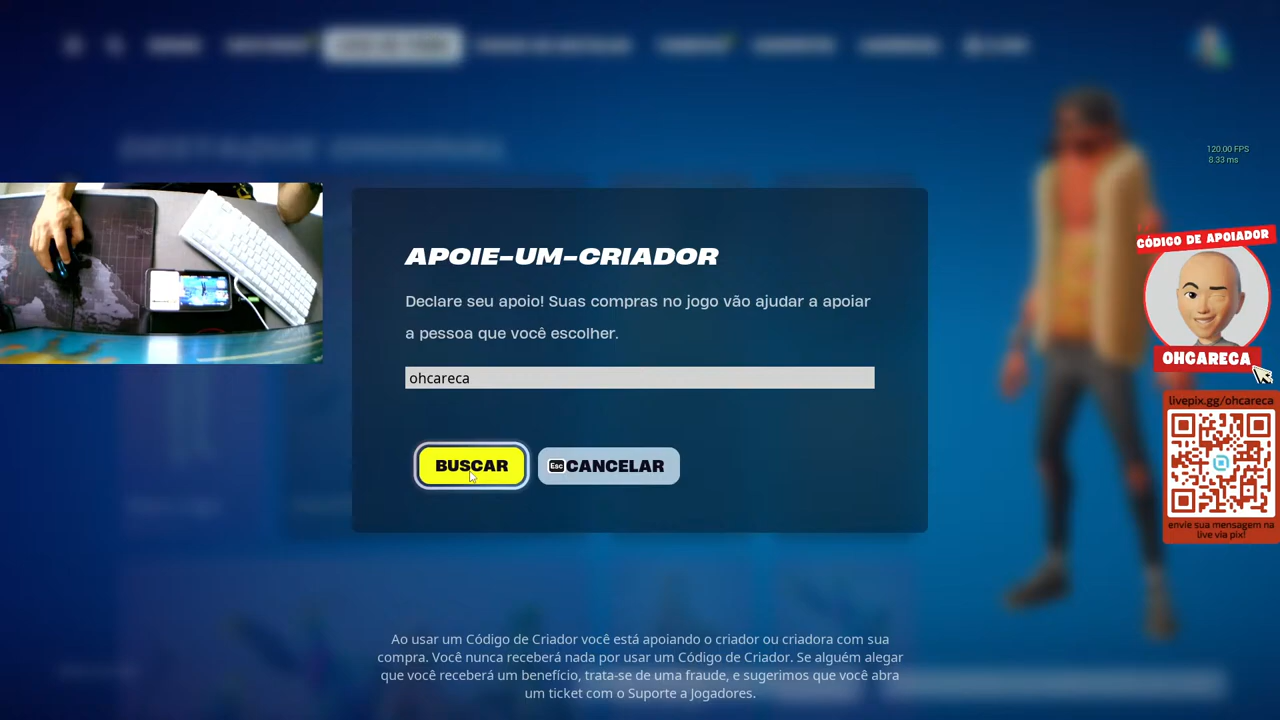 120.00 FPS
8.33 ms
APOIE-UM-CRIADOR
Declare seu apoio! Suas compras no jogo vão ajudar a apoiar
a pessoa que você escolher.
ohcareca
BUSCAR
Esc CANCELAR
CÓDIGO DE APOIADOR
OHCARECA
livepix.gg/ohcareca
envie sua mensagem na
live via pix!
Ao usar um Código de Criador você está apoiando o criador ou criadora com sua
compra. Você nunca receberá nada por usar um Código de Criador. Se alguém alegar
que você receberá um benefício, trata-se de uma fraude, e sugerimos que você abra
um ticket com o Suporte a Jogadores.